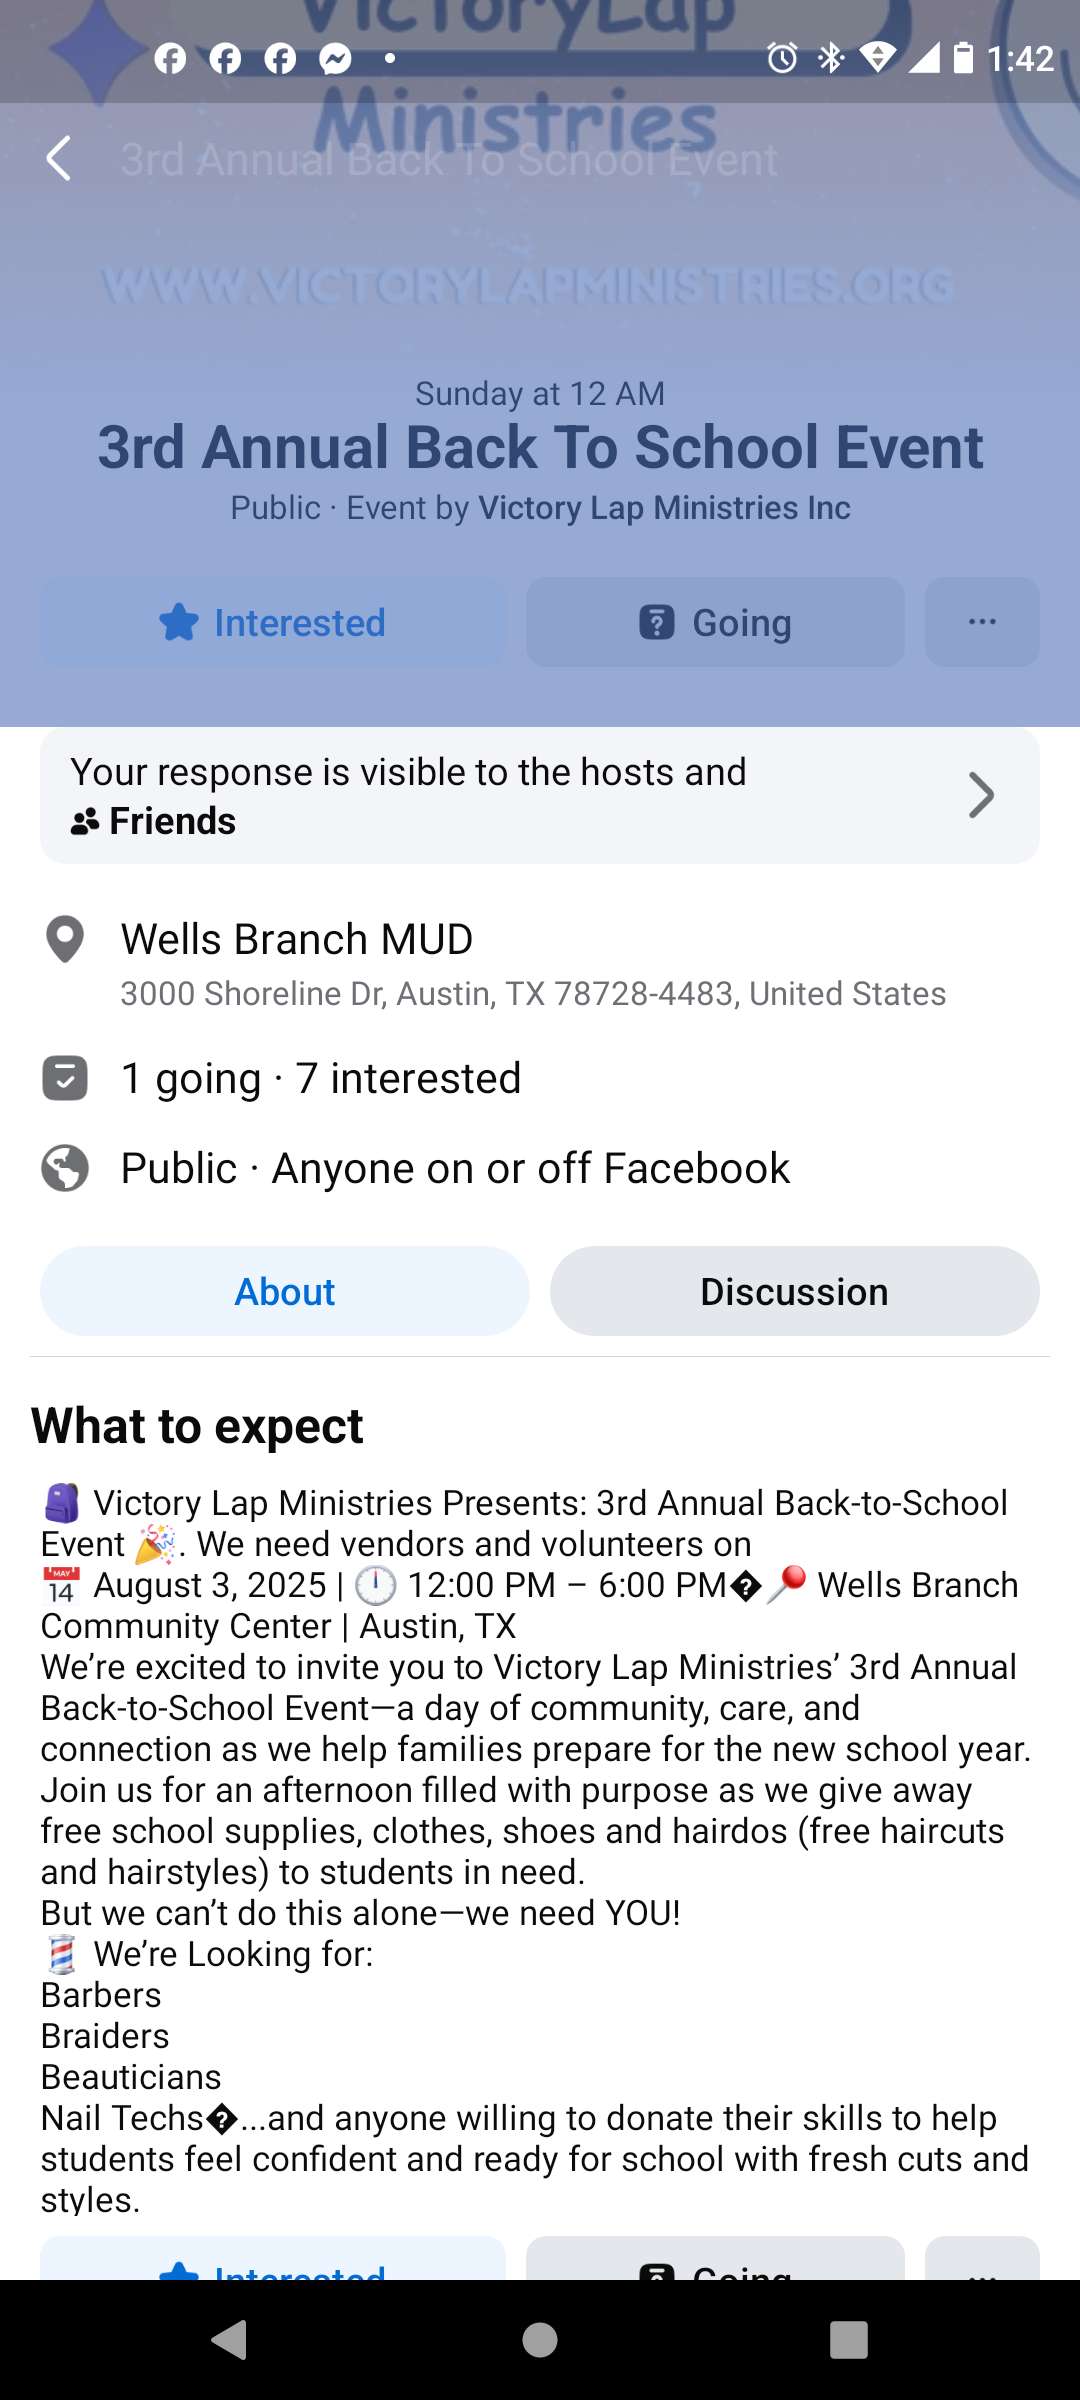 VictoryLap
1:42
Ministries
3rd Annual Back To School Event
WWW.VICTORYLAPMINISTRIES.ORG
Sunday at 12 AM
3rd Annual Back To School Event
Public · Event by Victory Lap Ministries Inc
Interested
Going
Your response is visible to the hosts and
Friends
Wells Branch MUD
3000 Shoreline Dr, Austin, TX 78728-4483, United States
1 going · 7 interested
Public · Anyone on or off Facebook
About
Discussion
What to expect
🎒 Victory Lap Ministries Presents: 3rd Annual Back-to-School
Event 🎉. We need vendors and volunteers on
📅 August 3, 2025 | 🕛 12:00 PM – 6:00 PM�📍 Wells Branch
Community Center | Austin, TX
We’re excited to invite you to Victory Lap Ministries’ 3rd Annual
Back-to-School Event—a day of community, care, and
connection as we help families prepare for the new school year.
Join us for an afternoon filled with purpose as we give away
free school supplies, clothes, shoes and hairdos (free haircuts
and hairstyles) to students in need.
But we can’t do this alone—we need YOU!
💈 We’re Looking for:
Barbers
Braiders
Beauticians
Nail Techs�...and anyone willing to donate their skills to help
students feel confident and ready for school with fresh cuts and
styles.
Interested
Going